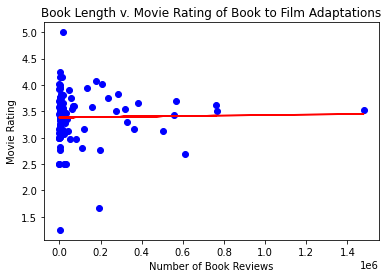 Book Length v. Movie Rating of Book to Film Adaptations
5.0
4.5
4.0
3.5
3.0
2.5
2.0
1.5
Movie Rating
0.0 0.2 0.4 0.6 0.8 1.0 1.2 1.4
1e6
Number of Book Reviews